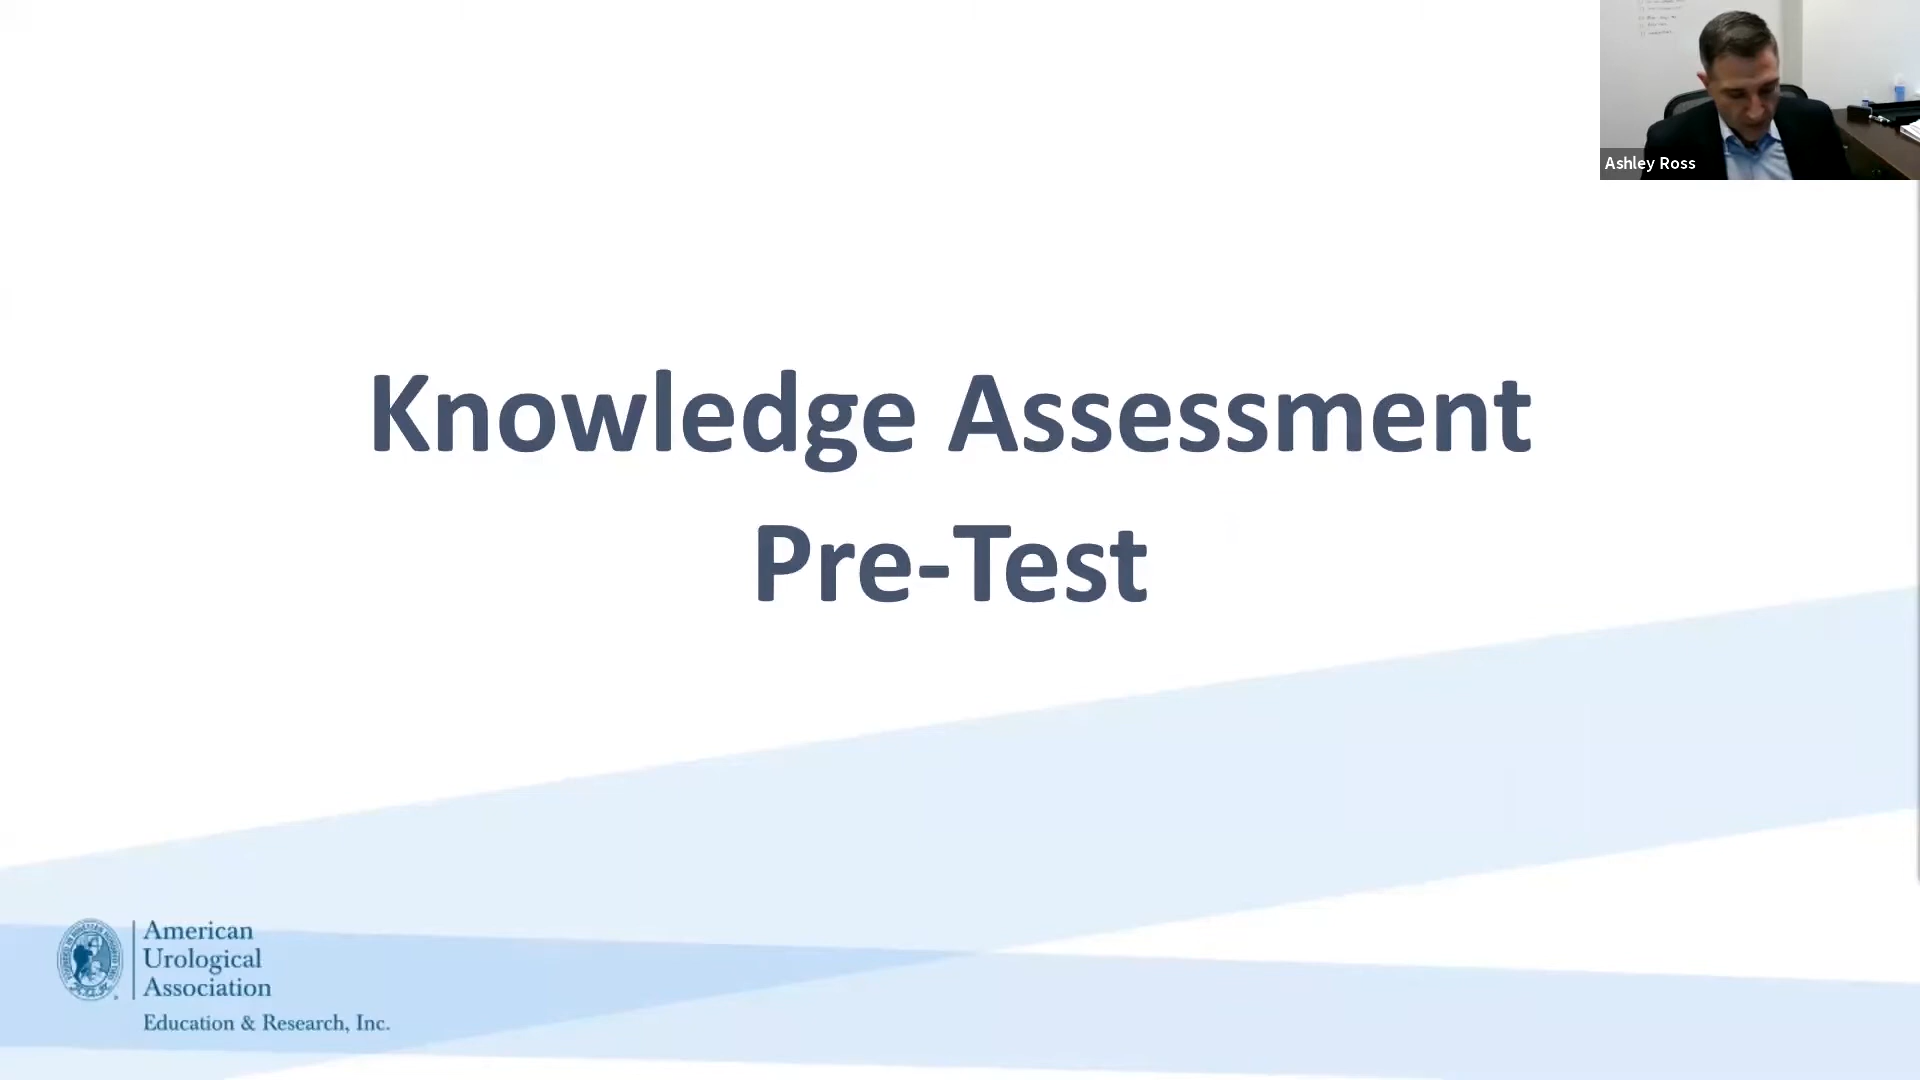 Ashley Ross
Knowledge Assessment
Pre-Test
American
Urological
Association
Education & Research, Inc.